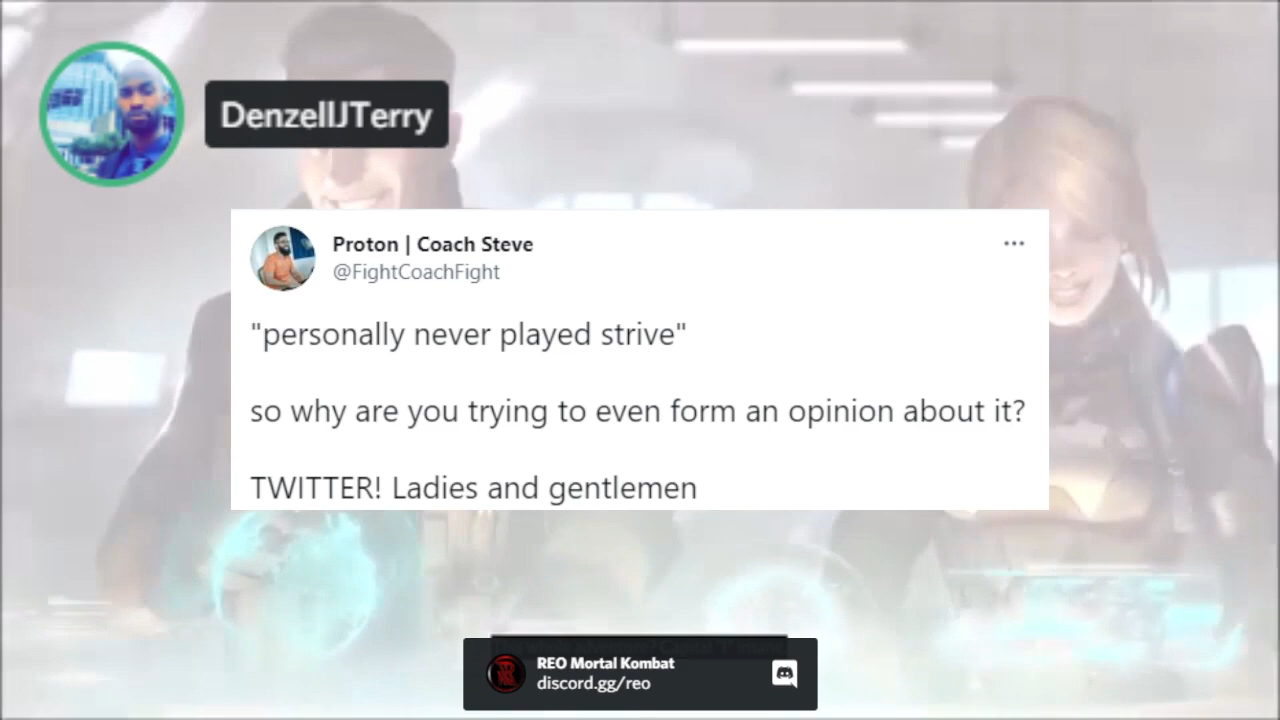 DenzellJTerry
Proton | Coach Steve
@FightCoachFight
"personally never played strive"
so why are you trying to even form an opinion about it?
TWITTER! Ladies and gentlemen
REO Mortal Kombat
discord.gg/reo